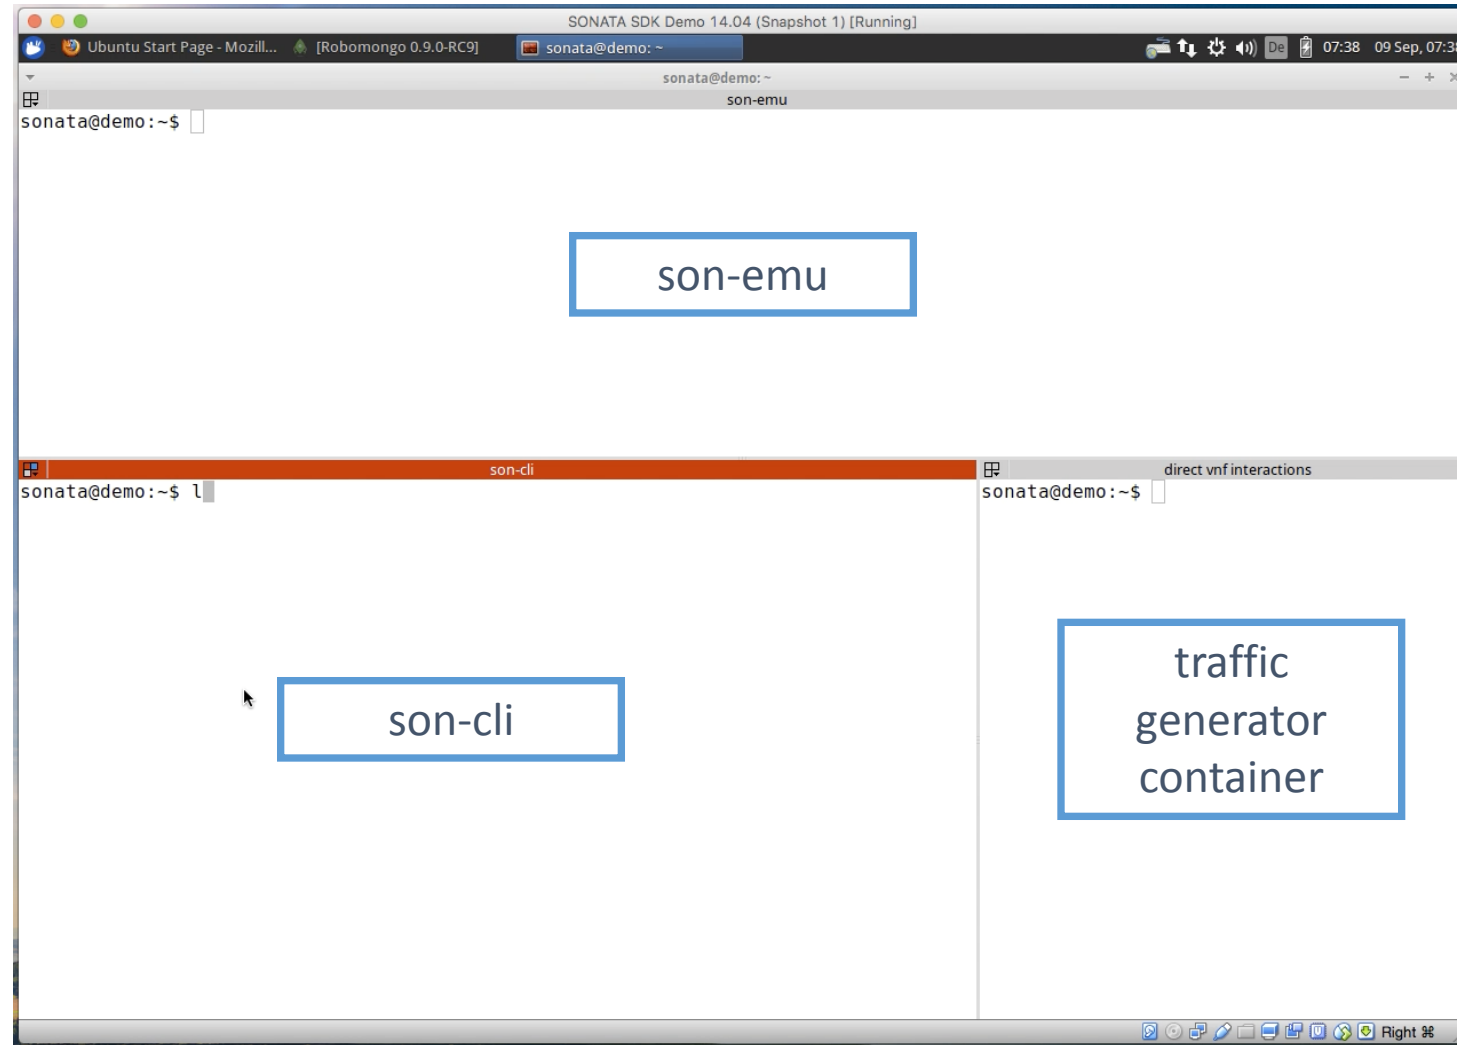 SONATA SDK Demo 14.04 (Snapshot 1) [Running]
Ubuntu Start Page - Mozill... [Robomongo 0.9.0-RC9] sonata@demo: ~ De 07:38 09 Sep, 07:38
sonata@demo: ~
son-emu
sonata@demo:~$
son-emu
son-cli direct vnf interactions
sonata@demo:~$ l sonata@demo:~$
son-cli
traffic
generator
container
Right ⌘